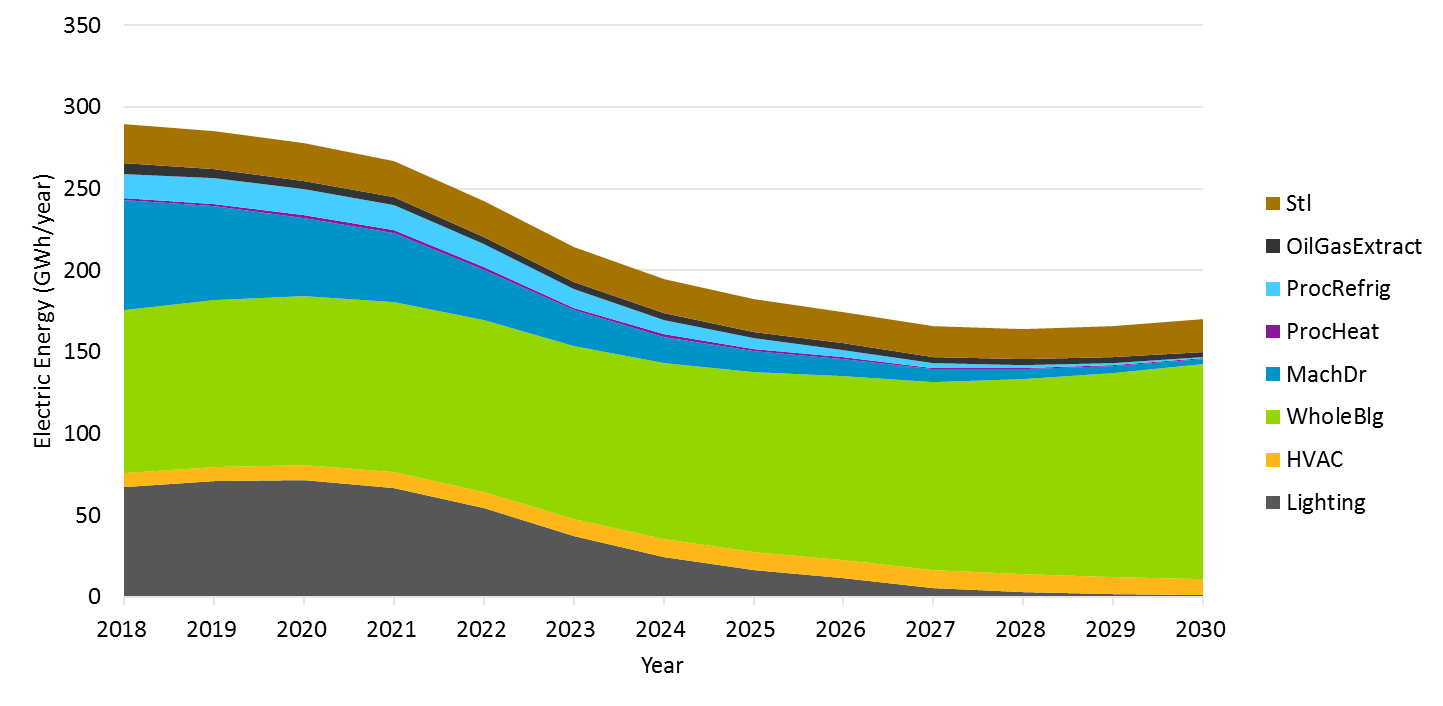 350
300
250
200
150
100
50
0
Electric Energy (GWh/year)
2018 2019 2020 2021 2022 2023 2024 2025 2026 2027 2028 2029 2030
Year
Stl
OilGasExtract
ProcRefrig
ProcHeat
MachDr
WholeBlg
HVAC
Lighting